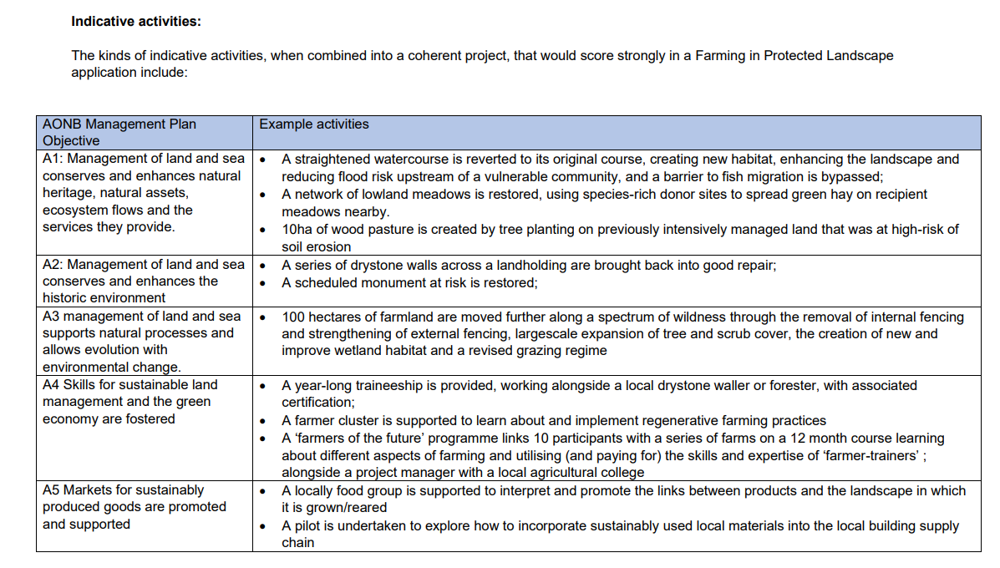 Indicative activities:
The kinds of indicative activities, when combined into a coherent project, that would score strongly in a Farming in Protected Landscape
application include:
AONB Management Plan
Objective
Example activities
A1: Management of land and sea
conserves and enhances natural
heritage, natural assets,
ecosystem flows and the
services they provide.
• A straightened watercourse is reverted to its original course, creating new habitat, enhancing the landscape and
reducing flood risk upstream of a vulnerable community, and a barrier to fish migration is bypassed;
• A network of lowland meadows is restored, using species-rich donor sites to spread green hay on recipient
meadows nearby.
• 10ha of wood pasture is created by tree planting on previously intensively managed land that was at high-risk of
soil erosion
A2: Management of land and sea
conserves and enhances the
historic environment
• A series of drystone walls across a landholding are brought back into good repair;
• A scheduled monument at risk is restored;
A3 management of land and sea
supports natural processes and
allows evolution with
environmental change.
• 100 hectares of farmland are moved further along a spectrum of wildness through the removal of internal fencing
and strengthening of external fencing, largescale expansion of tree and scrub cover, the creation of new and
improve wetland habitat and a revised grazing regime
A4 Skills for sustainable land
management and the green
economy are fostered
• A year-long traineeship is provided, working alongside a local drystone waller or forester, with associated
certification;
• A farmer cluster is supported to learn about and implement regenerative farming practices
• A ‘farmers of the future’ programme links 10 participants with a series of farms on a 12 month course learning
about different aspects of farming and utilising (and paying for) the skills and expertise of ‘farmer-trainers’ ;
alongside a project manager with a local agricultural college
A5 Markets for sustainably
produced goods are promoted
and supported
• A locally food group is supported to interpret and promote the links between products and the landscape in which
it is grown/reared
• A pilot is undertaken to explore how to incorporate sustainably used local materials into the local building supply
chain